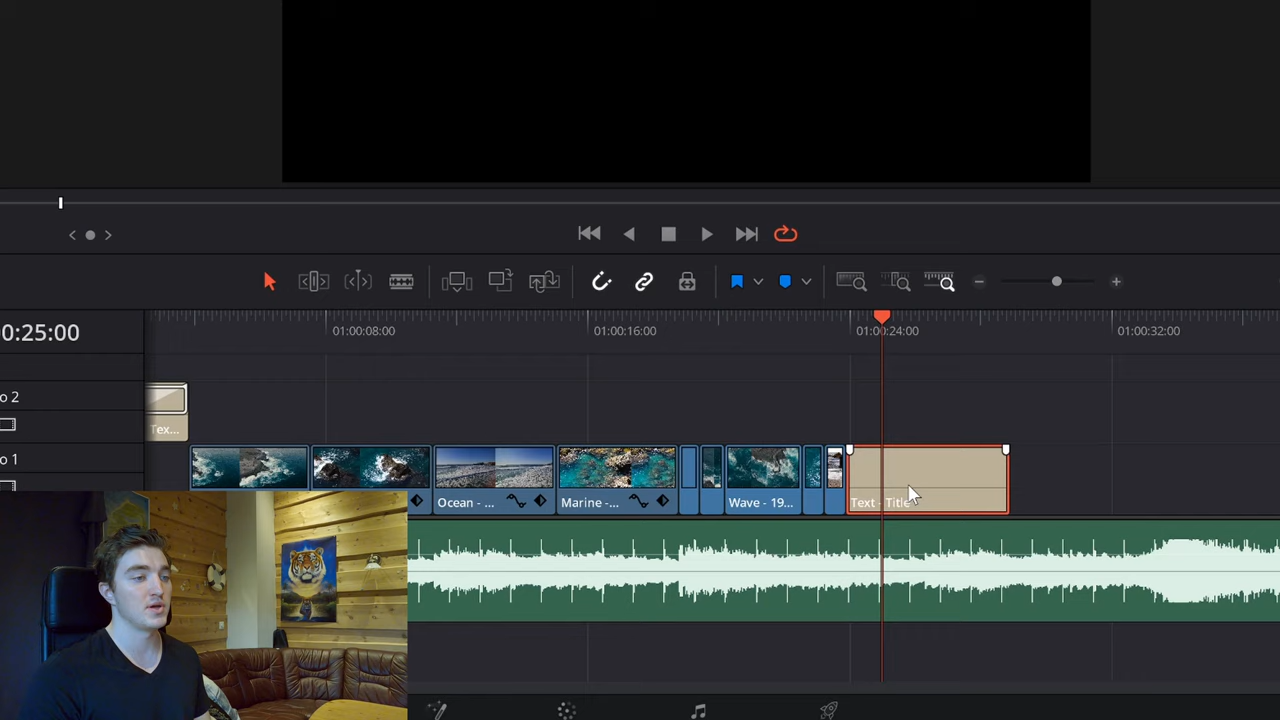 0:25:00
01:00:08:00
01:00:16:00
01:00:24:00
01:00:32:00
o 2
Tex...
o 1
Ocean - ...
Marine -...
Wave - 19...
Text - Title